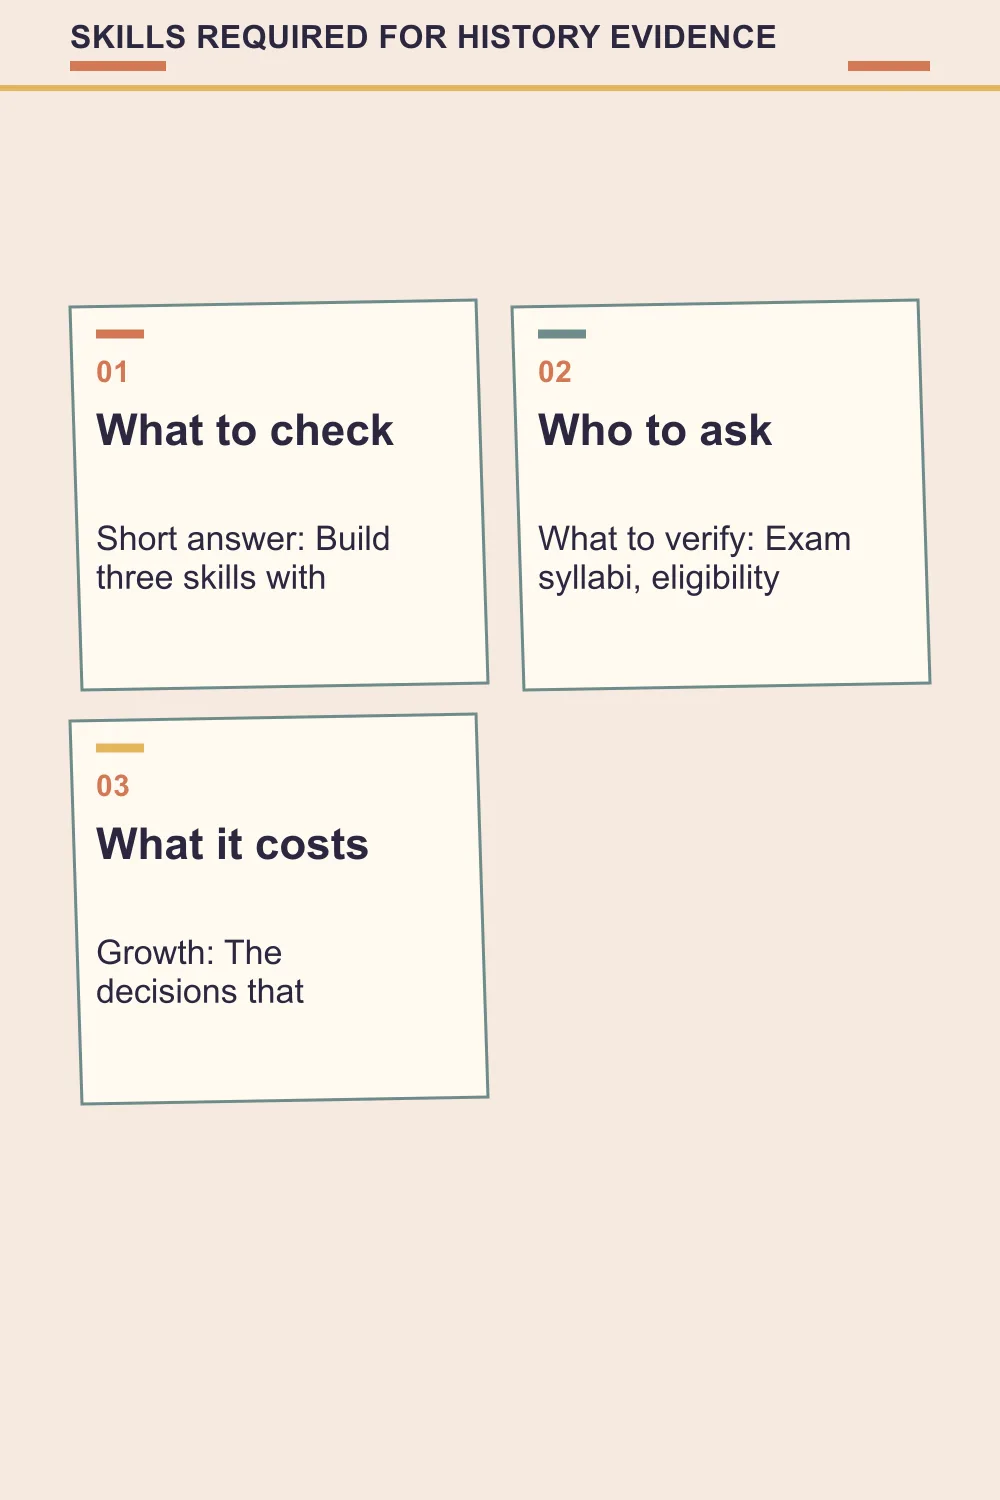 SKILLS REQUIRED FOR HISTORY EVIDENCE
01
What to check
Short answer: Build
three skills with
02
Who to ask
What to verify: Exam
syllabi, eligibility
03
What it costs
Growth: The
decisions that